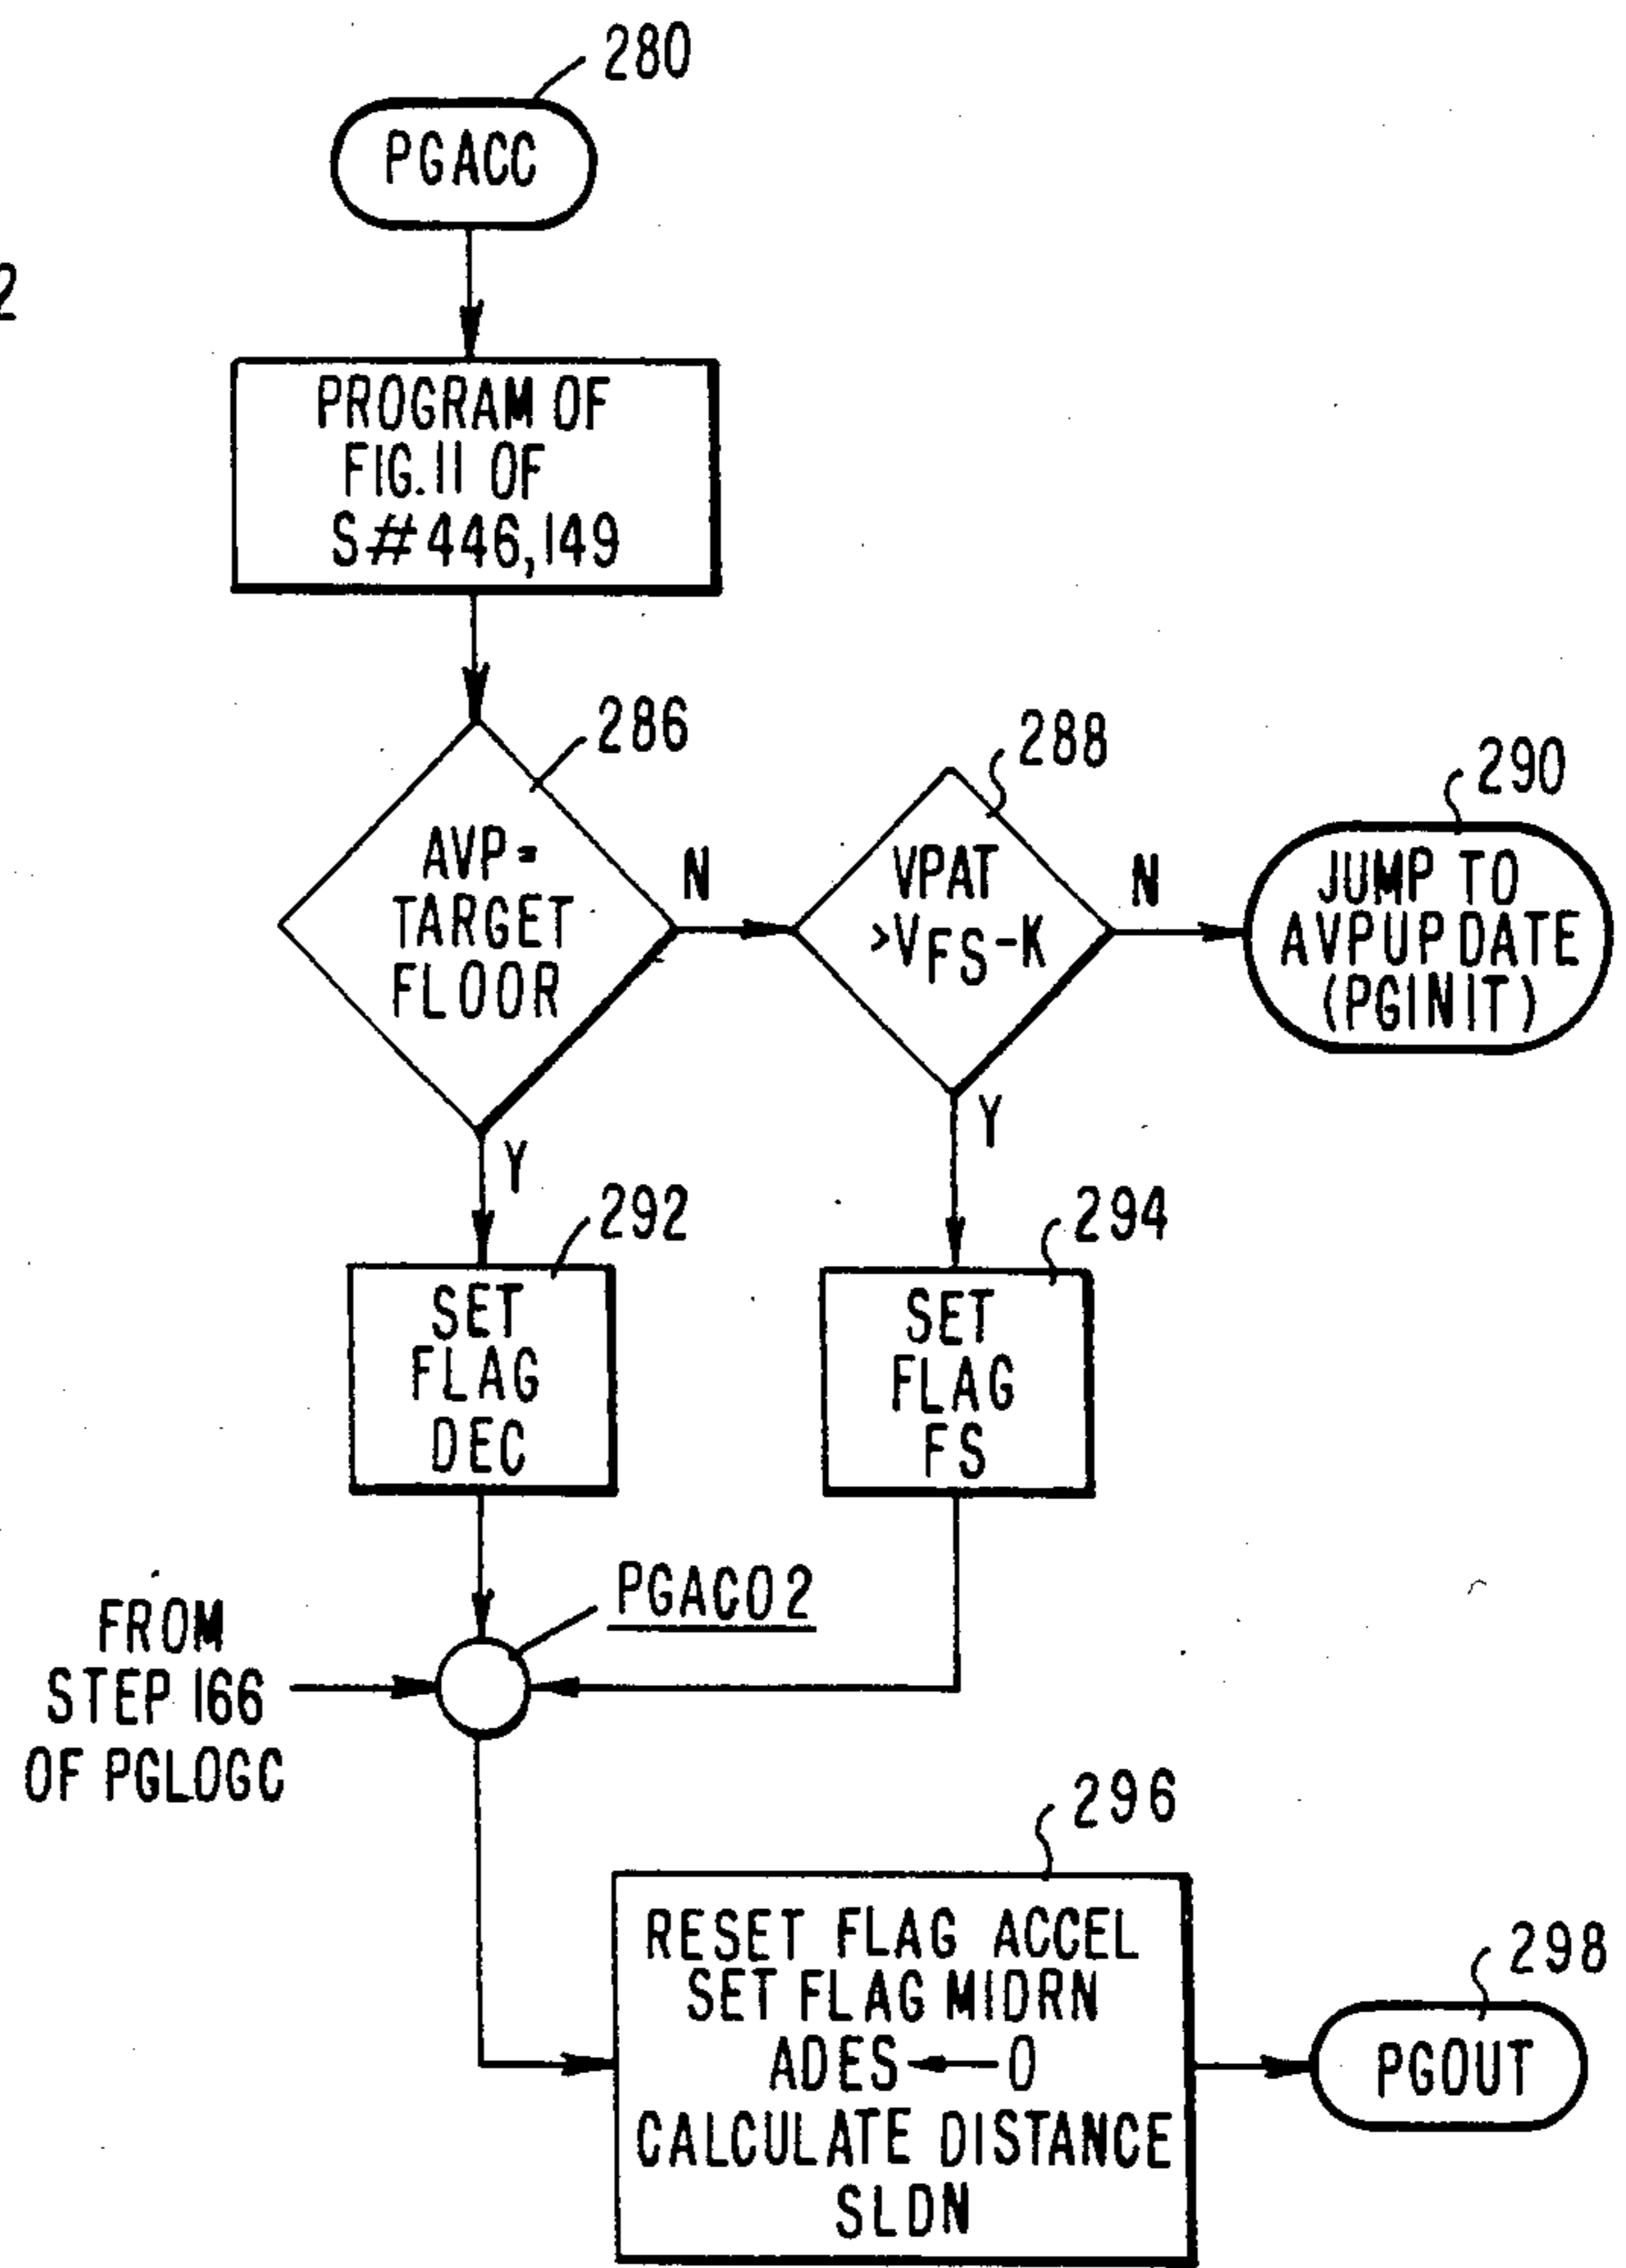 280
PGACC
2
PROGRAM OF
FIG. 11 OF
S#446,149
286
AVP=
TARGET
FLOOR
N
288
VPAT
>VFS-K
N
290
JUMP TO
AVPUPDATE
(PGINIT)
Y
Y
292
SET
FLAG
DEC
294
SET
FLAG
FS
PGAC02
FROM
STEP 166
OF PGLOGC
296
RESET FLAG ACCEL
SET FLAG MIDRN
ADES ← 0
CALCULATE DISTANCE
SLDN
298
PGOUT